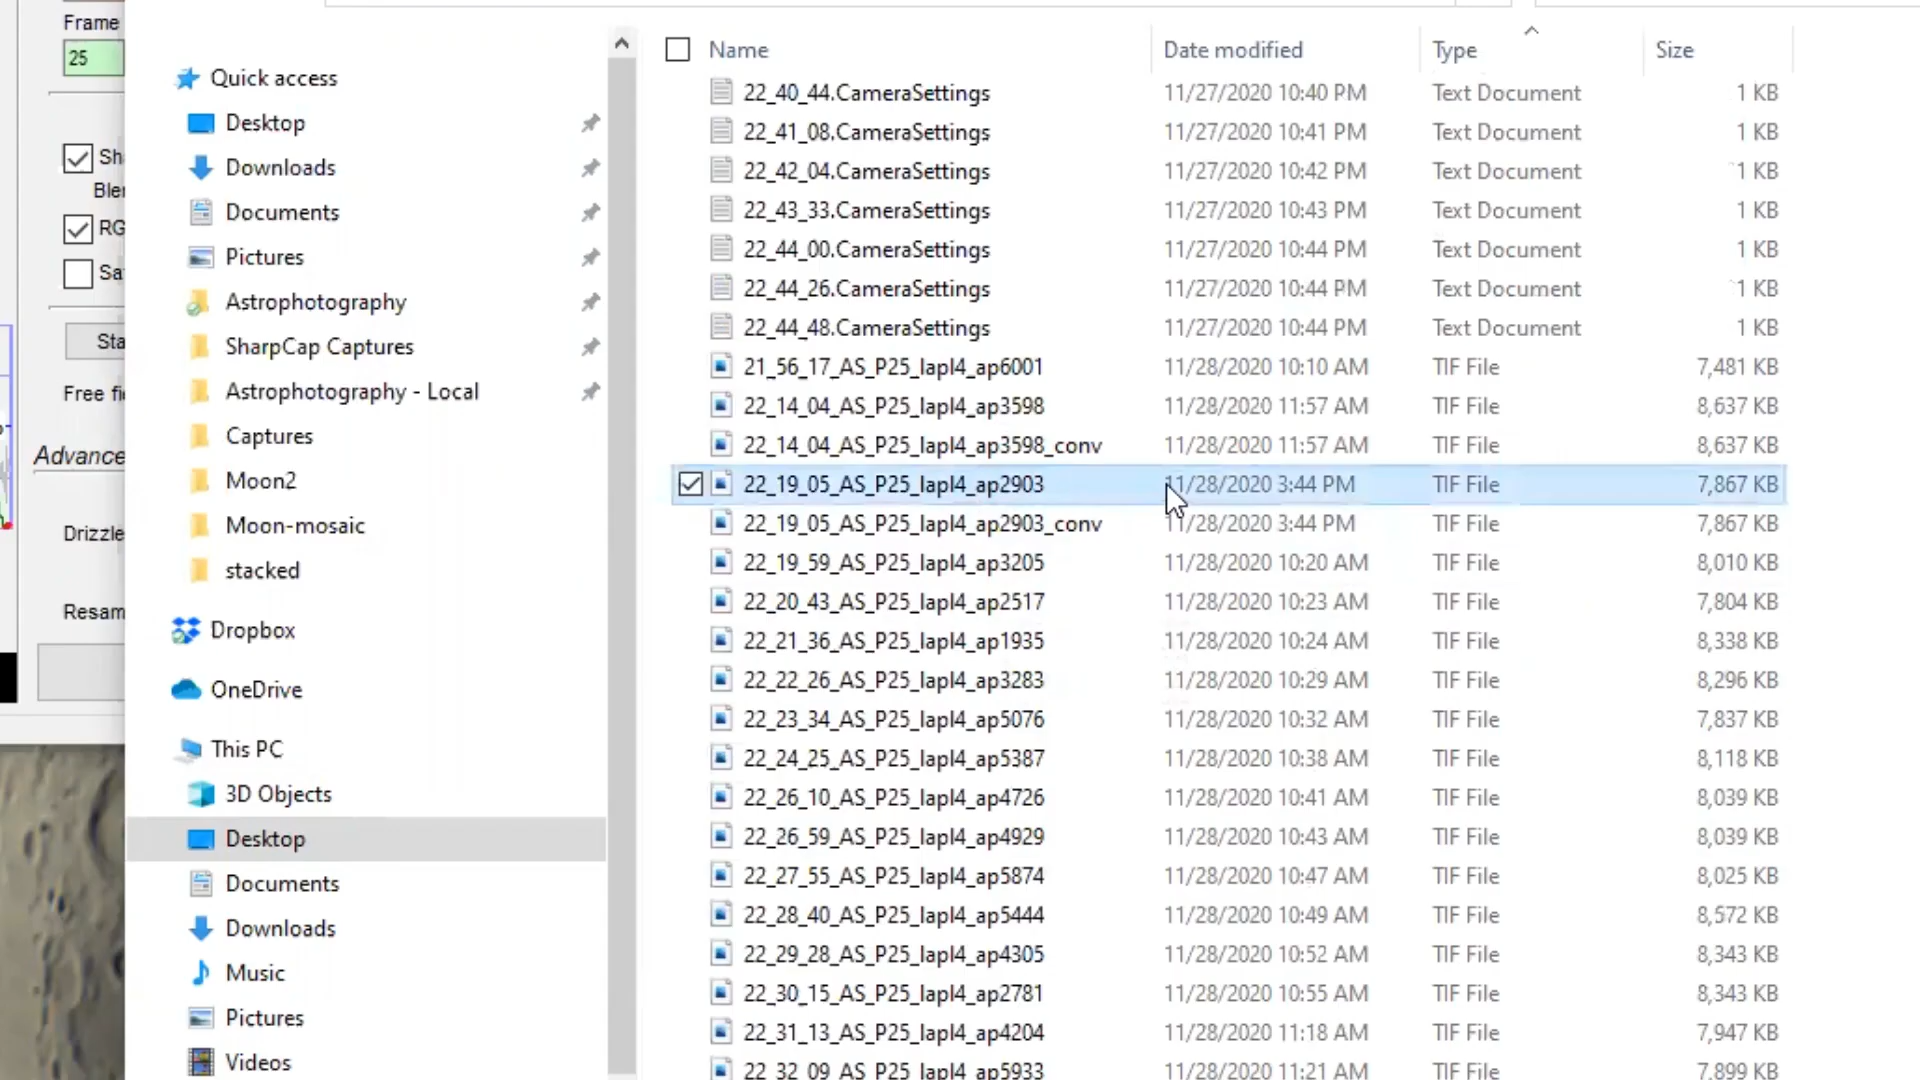 Frame
25
Sh
Blen
RG
Sa
Sta
Free fie
Advance
Drizzle
Resam
Quick access
Desktop
Downloads
Documents
Pictures
Astrophotography
SharpCap Captures
Astrophotography - Local
Captures
Moon2
Moon-mosaic
stacked
Dropbox
OneDrive
This PC
3D Objects
Desktop
Documents
Downloads
Music
Pictures
Videos
Name Date modified Type Size
22_40_44.CameraSettings 11/27/2020 10:40 PM Text Document 1 KB
22_41_08.CameraSettings 11/27/2020 10:41 PM Text Document 1 KB
22_42_04.CameraSettings 11/27/2020 10:42 PM Text Document 1 KB
22_43_33.CameraSettings 11/27/2020 10:43 PM Text Document 1 KB
22_44_00.CameraSettings 11/27/2020 10:44 PM Text Document 1 KB
22_44_26.CameraSettings 11/27/2020 10:44 PM Text Document 1 KB
22_44_48.CameraSettings 11/27/2020 10:44 PM Text Document 1 KB
21_56_17_AS_P25_lapl4_ap6001 11/28/2020 10:10 AM TIF File 7,481 KB
22_14_04_AS_P25_lapl4_ap3598 11/28/2020 11:57 AM TIF File 8,637 KB
22_14_04_AS_P25_lapl4_ap3598_conv 11/28/2020 11:57 AM TIF File 8,637 KB
22_19_05_AS_P25_lapl4_ap2903 11/28/2020 3:44 PM TIF File 7,867 KB
22_19_05_AS_P25_lapl4_ap2903_conv 11/28/2020 3:44 PM TIF File 7,867 KB
22_19_59_AS_P25_lapl4_ap3205 11/28/2020 10:20 AM TIF File 8,010 KB
22_20_43_AS_P25_lapl4_ap2517 11/28/2020 10:23 AM TIF File 7,804 KB
22_21_36_AS_P25_lapl4_ap1935 11/28/2020 10:24 AM TIF File 8,338 KB
22_22_26_AS_P25_lapl4_ap3283 11/28/2020 10:29 AM TIF File 8,296 KB
22_23_34_AS_P25_lapl4_ap5076 11/28/2020 10:32 AM TIF File 7,837 KB
22_24_25_AS_P25_lapl4_ap5387 11/28/2020 10:38 AM TIF File 8,118 KB
22_26_10_AS_P25_lapl4_ap4726 11/28/2020 10:41 AM TIF File 8,039 KB
22_26_59_AS_P25_lapl4_ap4929 11/28/2020 10:43 AM TIF File 8,039 KB
22_27_55_AS_P25_lapl4_ap5874 11/28/2020 10:47 AM TIF File 8,025 KB
22_28_40_AS_P25_lapl4_ap5444 11/28/2020 10:49 AM TIF File 8,572 KB
22_29_28_AS_P25_lapl4_ap4305 11/28/2020 10:52 AM TIF File 8,343 KB
22_30_15_AS_P25_lapl4_ap2781 11/28/2020 10:55 AM TIF File 8,343 KB
22_31_13_AS_P25_lapl4_ap4204 11/28/2020 11:18 AM TIF File 7,947 KB
22_32_09_AS_P25_lapl4_ap5933 11/28/2020 11:21 AM TIF File 7,899 KB